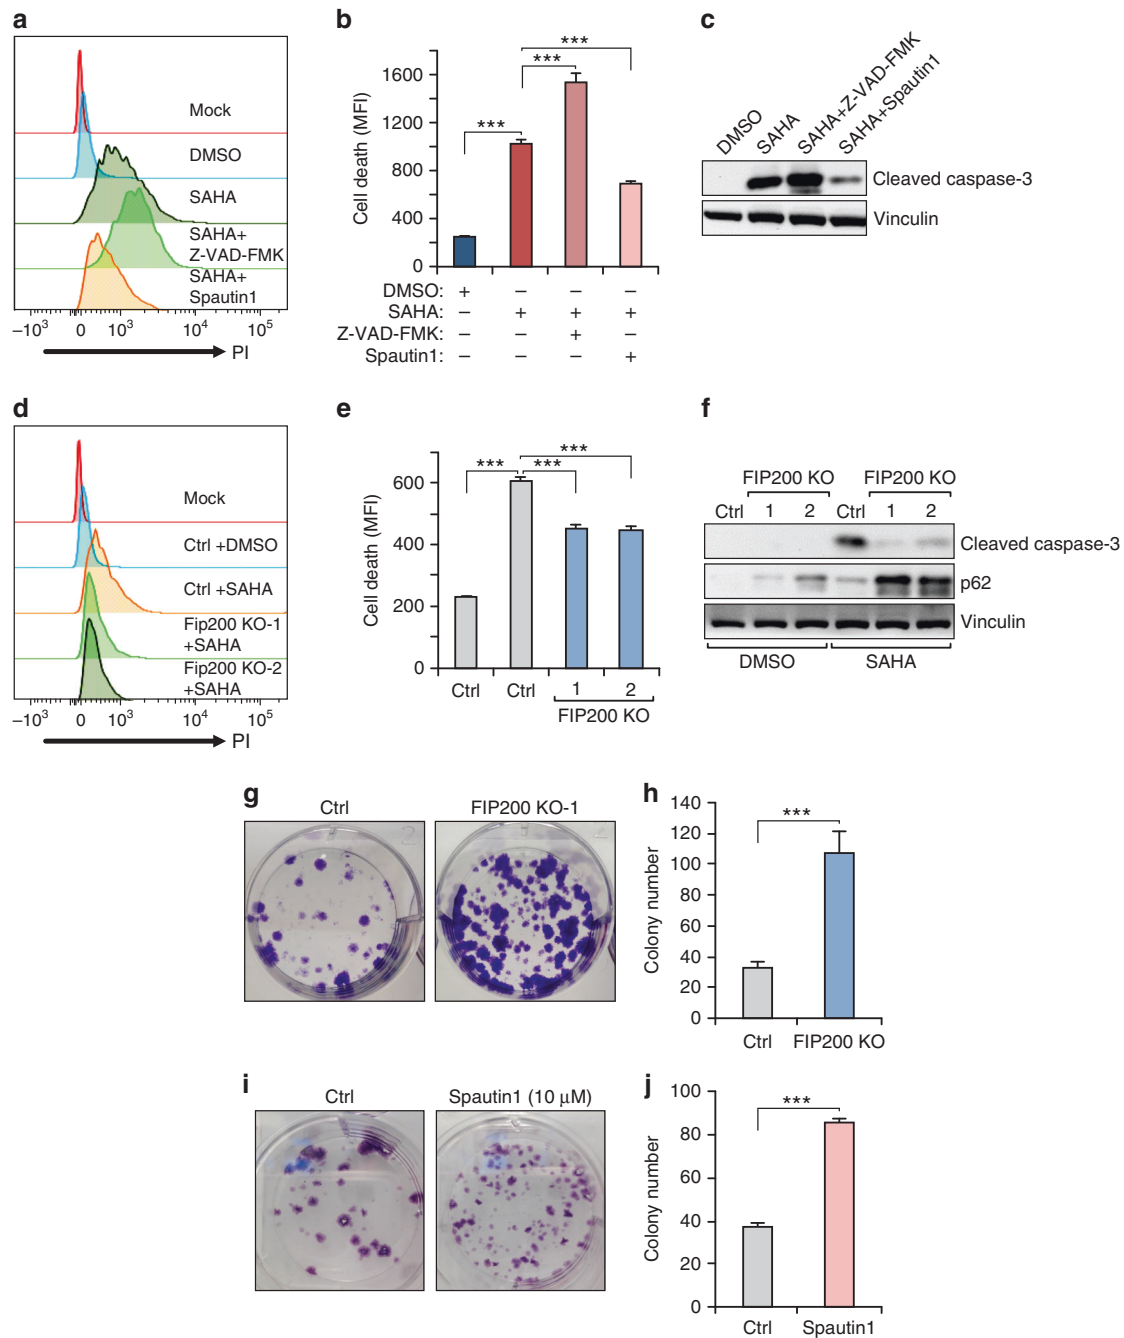 a
Mock
DMSO
SAHA
SAHA+
Z-VAD-FMK
SAHA+
Spautin1
−10³ 0 10³ 10⁴ 10⁵
PI
b
Cell death (MFI)
1600
1200
800
400
0
***
***
***
DMSO: + − − −
SAHA: − + + +
Z-VAD-FMK: − − + −
Spautin1: − − − +
c
DMSO
SAHA
SAHA+Z-VAD-FMK
SAHA+Spautin1
Cleaved caspase-3
Vinculin
d
Mock
Ctrl +DMSO
Ctrl +SAHA
Fip200 KO-1
+SAHA
Fip200 KO-2
+SAHA
−10³ 0 10³ 10⁴ 10⁵
PI
e
Cell death (MFI)
600
400
200
0
***
*** ***
Ctrl Ctrl 1 2
FIP200 KO
f
FIP200 KO FIP200 KO
Ctrl 1 2 Ctrl 1 2
Cleaved caspase-3
p62
Vinculin
DMSO SAHA
g
Ctrl FIP200 KO-1
h
Colony number
140
120
100
80
60
40
20
0
***
Ctrl FIP200 KO
i
Ctrl Spautin1 (10 μM)
j
Colony number
100
80
60
40
20
0
***
Ctrl Spautin1